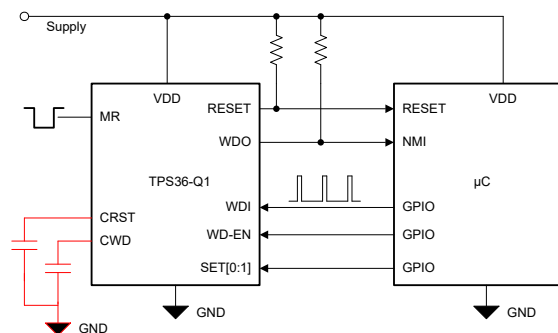 Supply
VDD
VDD
MR
RESET
RESET
WDO
NMI
TPS36-Q1
µC
WDI
GPIO
CRST
WD-EN
GPIO
CWD
SET[0:1]
GPIO
GND
GND
GND